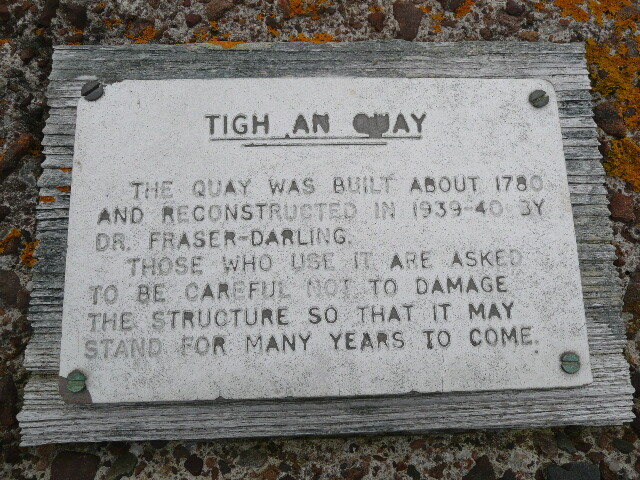 TIGH AN QUAY
THE QUAY WAS BUILT ABOUT 1780
AND RECONSTRUCTED IN 1939-40 BY
DR. FRASER-DARLING.
THOSE WHO USE IT ARE ASKED
TO BE CAREFUL NOT TO DAMAGE
THE STRUCTURE SO THAT IT MAY
STAND FOR MANY YEARS TO COME.